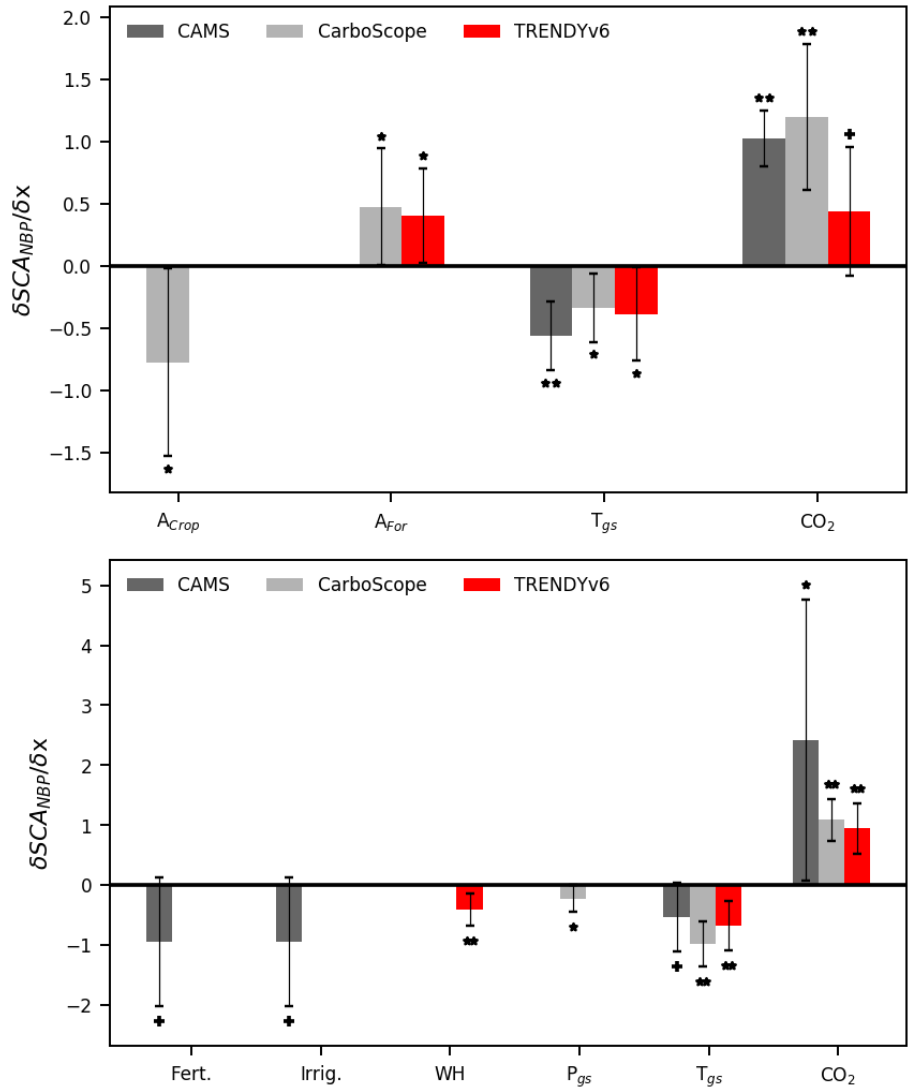 CAMS CarboScope TRENDYv6
δSCA_NBP/δx
2.0
1.5
1.0
0.5
0.0
−0.5
−1.0
−1.5
** * * ** * * ** ** +
*
A_Crop A_For T_gs CO₂
CAMS CarboScope TRENDYv6
δSCA_NBP/δx
5
4
3
2
1
0
−1
−2
+ + ** * + ** ** * ** **
Fert. Irrig. WH P_gs T_gs CO₂